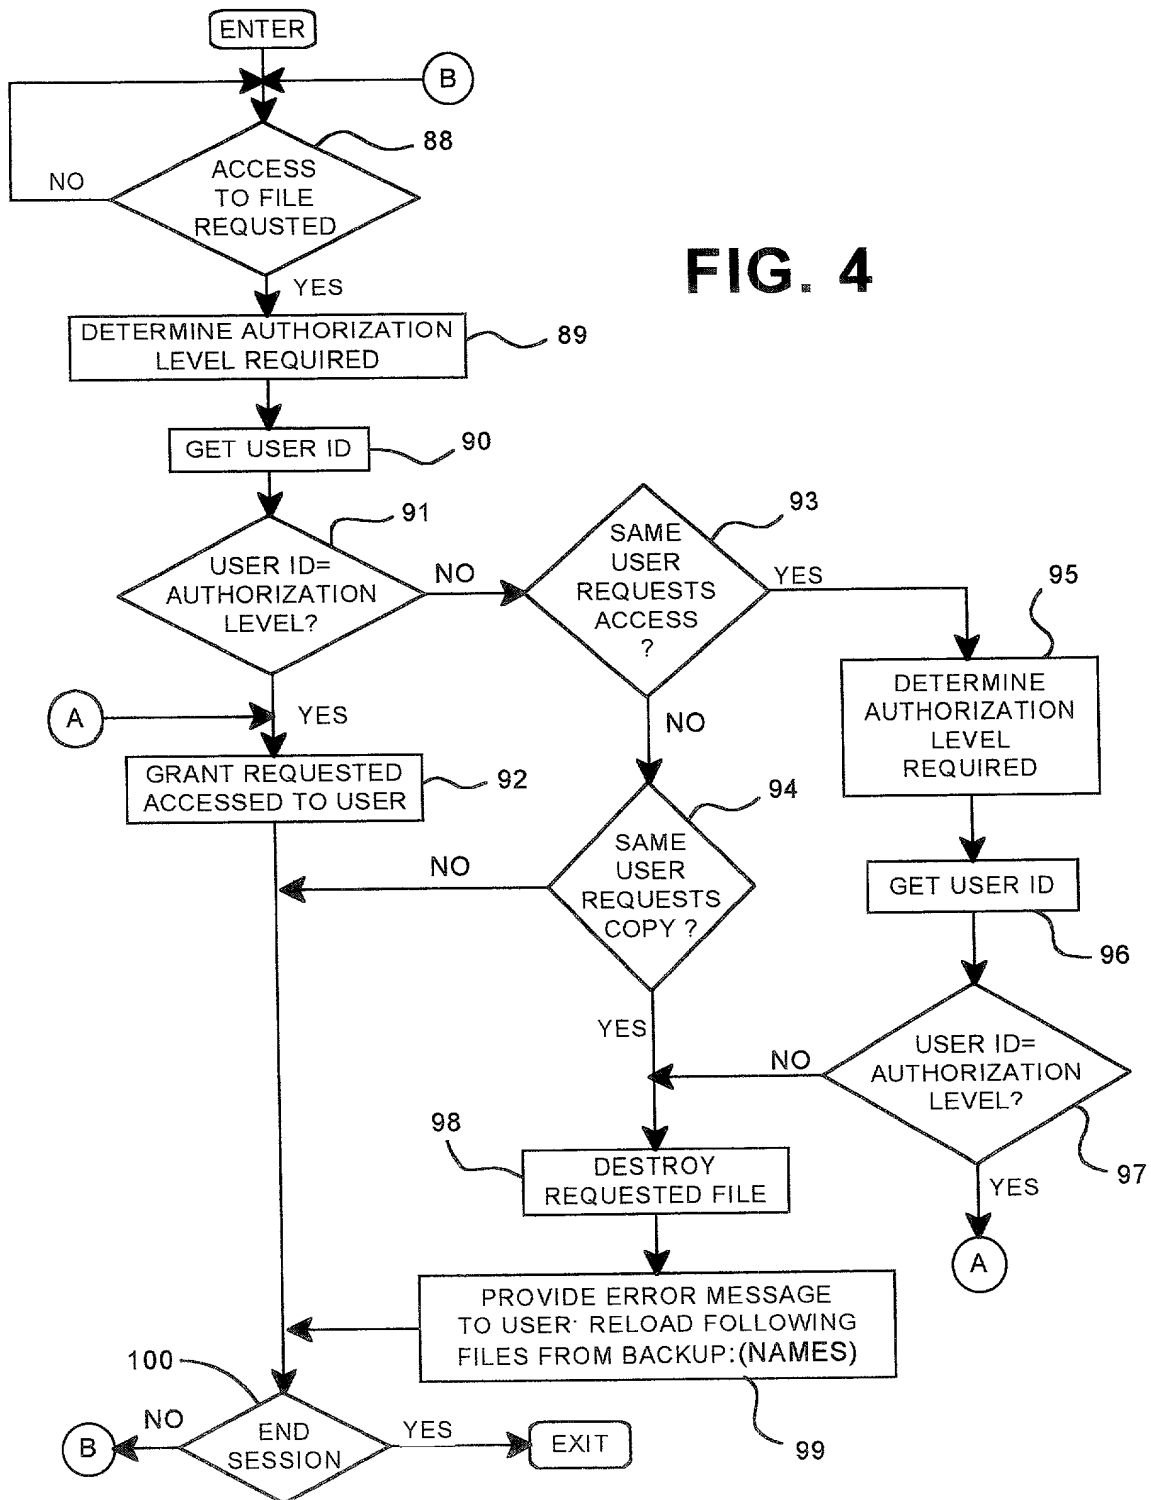 ENTER
B
88
ACCESS
TO FILE
REQUSTED
NO
YES
FIG. 4
DETERMINE AUTHORIZATION
LEVEL REQUIRED
89
GET USER ID
90
91
USER ID=
AUTHORIZATION
LEVEL?
NO
YES
93
SAME
USER
REQUESTS
ACCESS
?
YES
NO
95
DETERMINE
AUTHORIZATION
LEVEL
REQUIRED
A
GRANT REQUESTED
ACCESSED TO USER
92
94
SAME
USER
REQUESTS
COPY ?
NO
YES
GET USER ID
96
USER ID=
AUTHORIZATION
LEVEL?
NO
97
YES
A
98
DESTROY
REQUESTED FILE
PROVIDE ERROR MESSAGE
TO USER· RELOAD FOLLOWING
FILES FROM BACKUP:(NAMES)
99
100
END
SESSION
NO
B
YES
EXIT